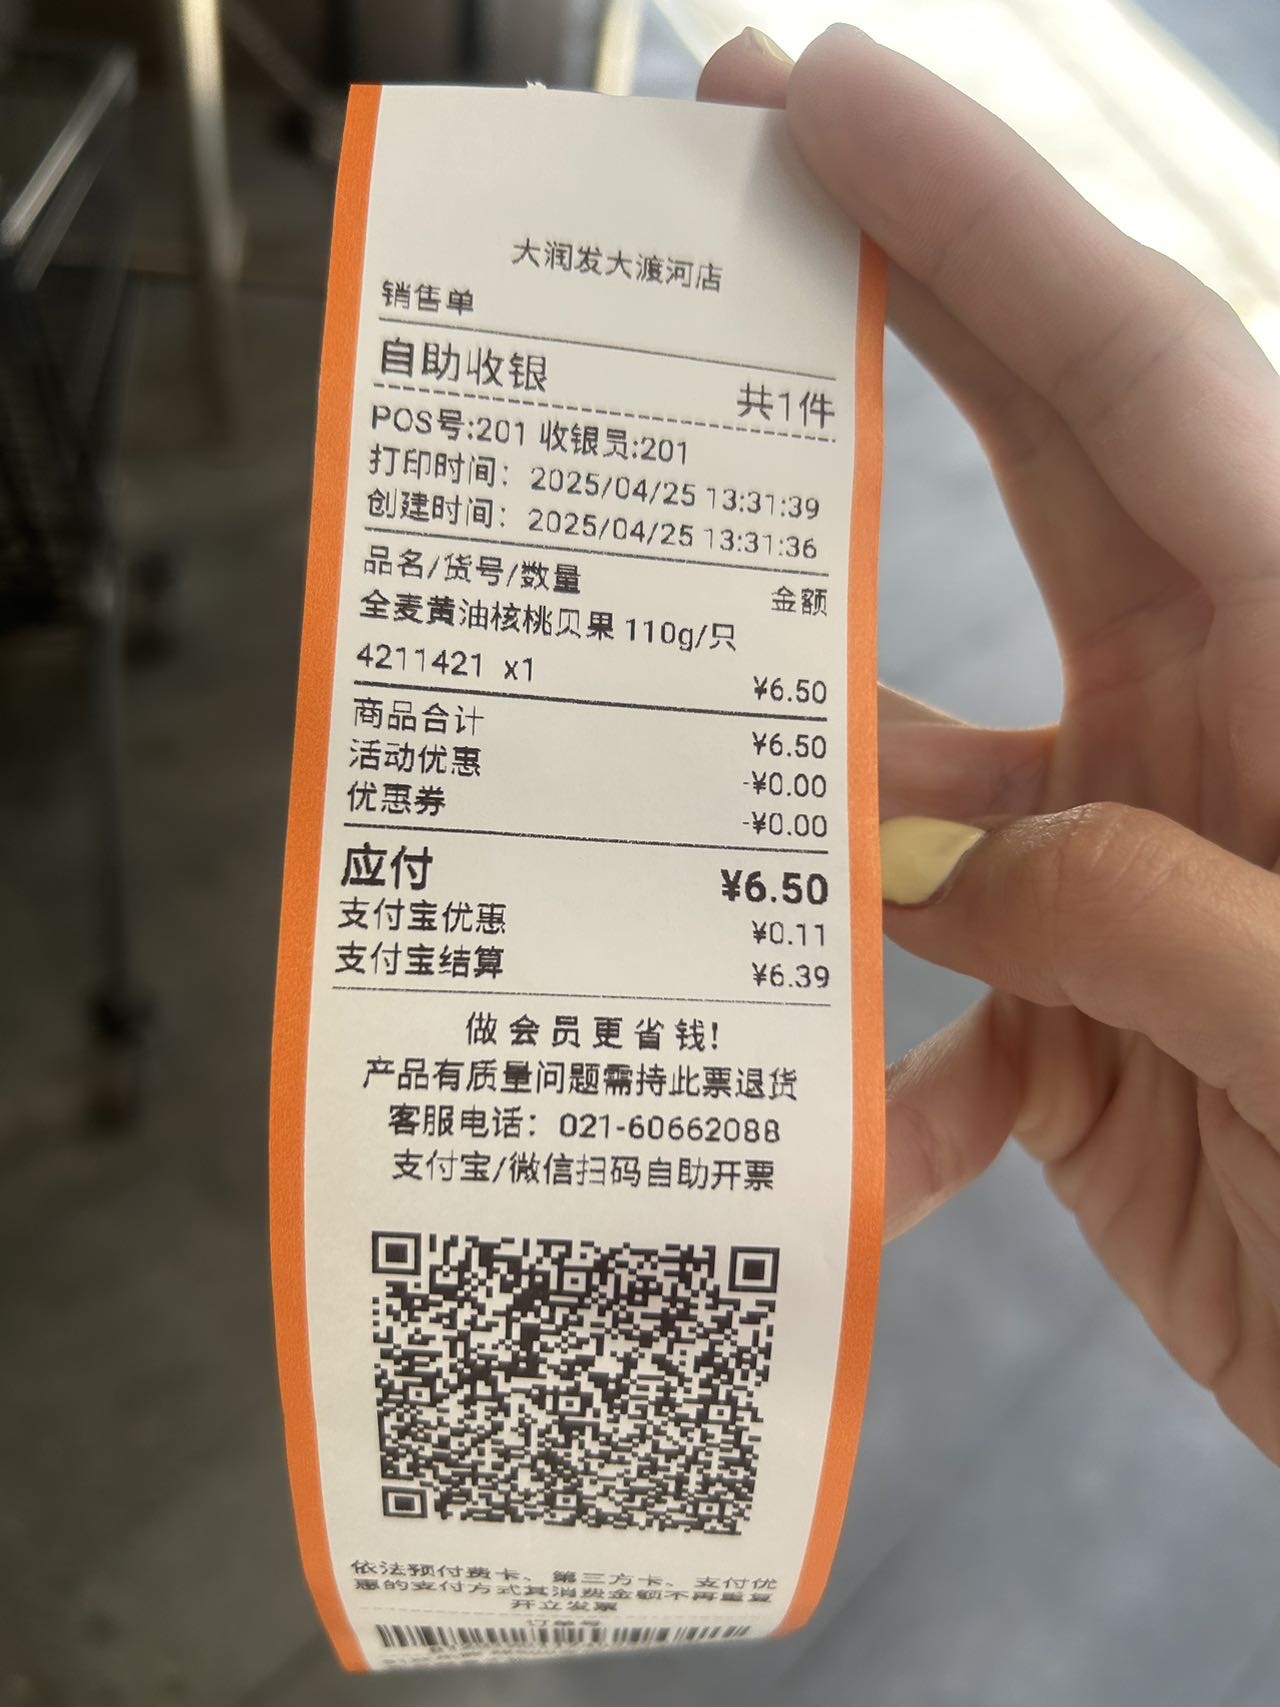 大润发大渡河店
销售单
自助收银 共1件
POS号:201 收银员:201
打印时间： 2025/04/25 13:31:39
创建时间： 2025/04/25 13:31:36
品名/货号/数量 金额
全麦黄油核桃贝果 110g/只
4211421 x1 ¥6.50
商品合计 ¥6.50
活动优惠 -¥0.00
优惠券 -¥0.00
应付 ¥6.50
支付宝优惠 ¥0.11
支付宝结算 ¥6.39
做会员更省钱!
产品有质量问题需持此票退货
客服电话： 021-60662088
支付宝/微信扫码自助开票
依法预付费卡、第三方卡、支付优
惠的支付方式其消费金额不再重复
开立发票
订单号